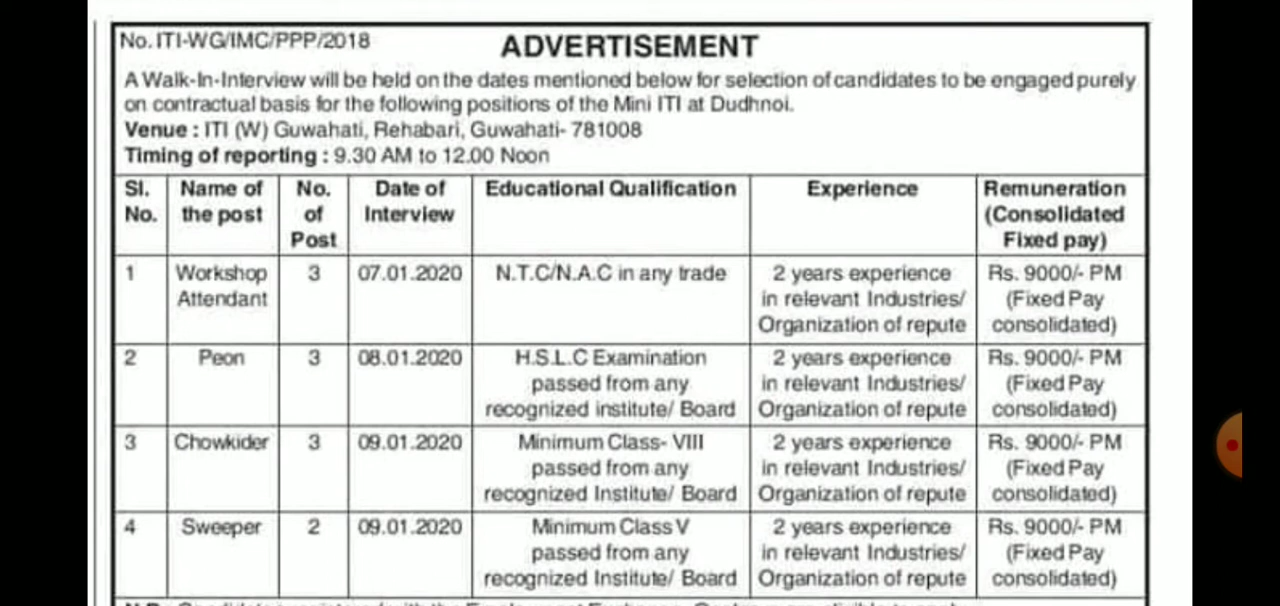 No. ITI-WG/IMC/PPP/2018
ADVERTISEMENT
A Walk-In-Interview will be held on the dates mentioned below for selection of candidates to be engaged purely
on contractual basis for the following positions of the Mini ITI at Dudhnoi.
Venue : ITI (W) Guwahati, Rehabari, Guwahati- 781008
Timing of reporting : 9.30 AM to 12.00 Noon
Sl. No. | Name of the post | No. of Post | Date of Interview | Educational Qualification | Experience | Remuneration (Consolidated Fixed pay)
1 | Workshop Attendant | 3 | 07.01.2020 | N.T.C/N.A.C in any trade | 2 years experience in relevant Industries/ Organization of repute | Rs. 9000/- PM (Fixed Pay consolidated)
2 | Peon | 3 | 08.01.2020 | H.S.L.C Examination passed from any recognized institute/ Board | 2 years experience in relevant Industries/ Organization of repute | Rs. 9000/- PM (Fixed Pay consolidated)
3 | Chowkider | 3 | 09.01.2020 | Minimum Class- VIII passed from any recognized Institute/ Board | 2 years experience in relevant Industries/ Organization of repute | Rs. 9000/- PM (Fixed Pay consolidated)
4 | Sweeper | 2 | 09.01.2020 | Minimum Class V passed from any recognized Institute/ Board | 2 years experience in relevant Industries/ Organization of repute | Rs. 9000/- PM (Fixed Pay consolidated)